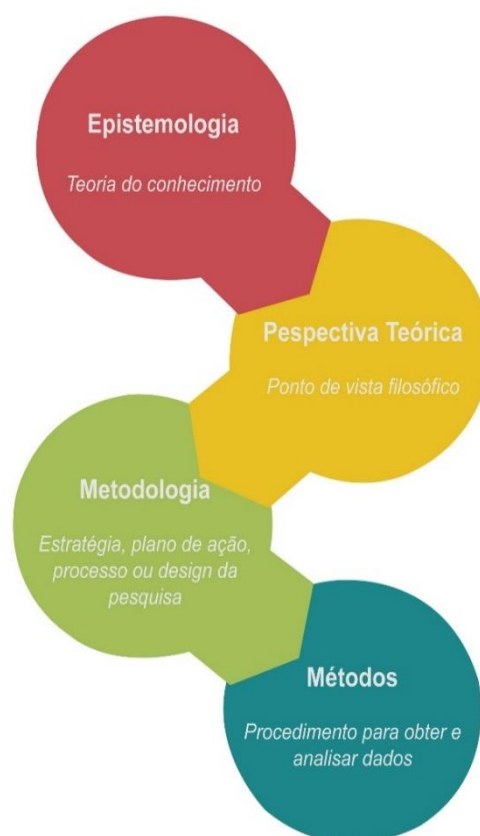 Epistemologia
Teoria do conhecimento
Pespectiva Teórica
Ponto de vista filosófico
Metodologia
Estratégia, plano de ação,
processo ou design da
pesquisa
Métodos
Procedimento para obter e
analisar dados